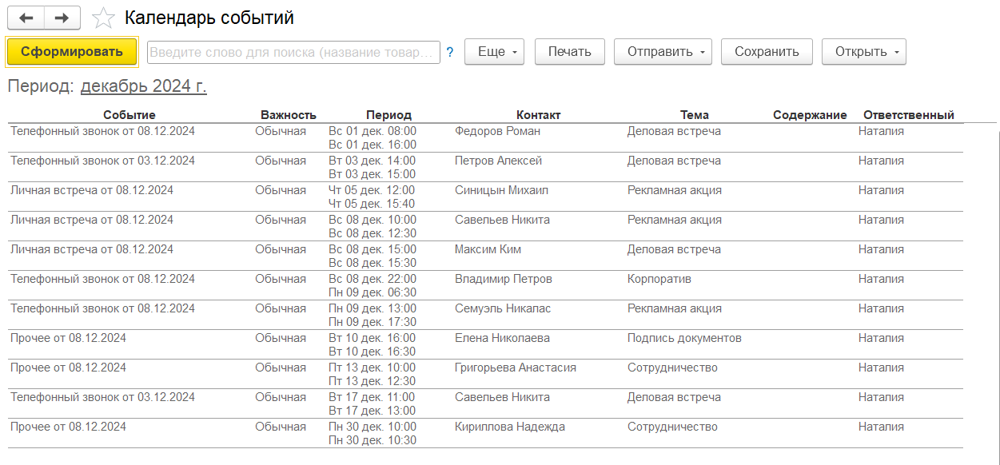 Календарь событий
Сформировать Введите слово для поиска (название товар... ? Еще Печать Отправить Сохранить Открыть
Период: декабрь 2024 г.
Событие Важность Период Контакт Тема Содержание Ответственный
Телефонный звонок от 08.12.2024 Обычная Вс 01 дек. 08:00 Федоров Роман Деловая встреча Наталия
Вс 01 дек. 16:00
Телефонный звонок от 03.12.2024 Обычная Вт 03 дек. 14:00 Петров Алексей Деловая встреча Наталия
Вт 03 дек. 15:00
Личная встреча от 08.12.2024 Обычная Чт 05 дек. 12:00 Синицын Михаил Рекламная акция Наталия
Чт 05 дек. 15:40
Личная встреча от 08.12.2024 Обычная Вс 08 дек. 10:00 Савельев Никита Рекламная акция Наталия
Вс 08 дек. 12:30
Личная встреча от 08.12.2024 Обычная Вс 08 дек. 15:00 Максим Ким Деловая встреча Наталия
Вс 08 дек. 15:30
Телефонный звонок от 08.12.2024 Обычная Вс 08 дек. 22:00 Владимир Петров Корпоратив Наталия
Пн 09 дек. 06:30
Телефонный звонок от 08.12.2024 Обычная Пн 09 дек. 13:00 Семуэль Никалас Рекламная акция Наталия
Пн 09 дек. 17:30
Прочее от 08.12.2024 Обычная Вт 10 дек. 16:00 Елена Николаева Подпись документов Наталия
Вт 10 дек. 16:30
Прочее от 08.12.2024 Обычная Пт 13 дек. 10:00 Григорьева Анастасия Сотрудничество Наталия
Пт 13 дек. 12:30
Телефонный звонок от 03.12.2024 Обычная Вт 17 дек. 11:00 Савельев Никита Деловая встреча Наталия
Вт 17 дек. 13:00
Прочее от 08.12.2024 Обычная Пн 30 дек. 10:00 Кириллова Надежда Сотрудничество Наталия
Пн 30 дек. 10:30